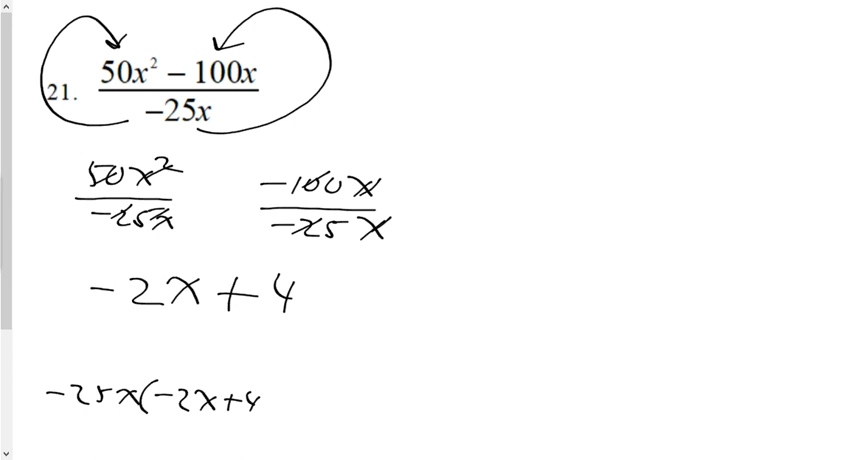 50x² − 100x
21.
−25x
50x² −100x
−25x −25x
−2x + 4
−25x(−2x+4